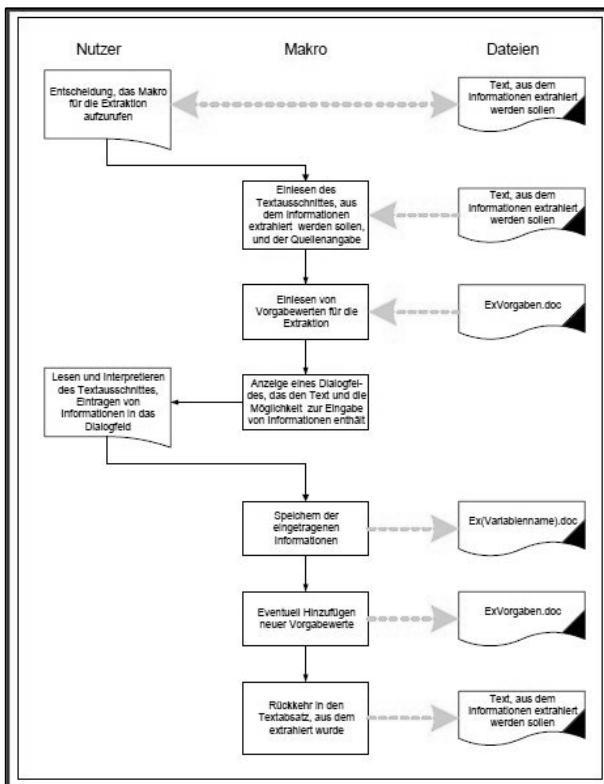 Nutzer
Makro
Dateien
Entscheidung, das Makro
für die Extraktion
aufzurufen
Text, aus dem
Informationen extrahiert
werden sollen
Einlesen des
Textausschnittes, aus
dem Informationen
extrahiert werden sollen,
und der Quellenangabe
Text, aus dem
Informationen extrahiert
werden sollen
Einlesen von
Vorgabewerten für die
Extraktion
ExVorgaben.doc
Lesen und Interpretieren
des Textausschnittes,
Eintragen von
Informationen in das
Dialogfeld
Anzeige eines Dialogfel-
des, das den Text und die
Möglichkeit zur Eingabe
von Informationen enthält
Speichern der
eingetragenen
Informationen
Ex(Variablenname).doc
Eventuell Hinzufügen
neuer Vorgabewerte
ExVorgaben.doc
Rückkehr in den
Textabsatz, aus dem
extrahiert wurde
Text, aus dem
Informationen extrahiert
werden sollen